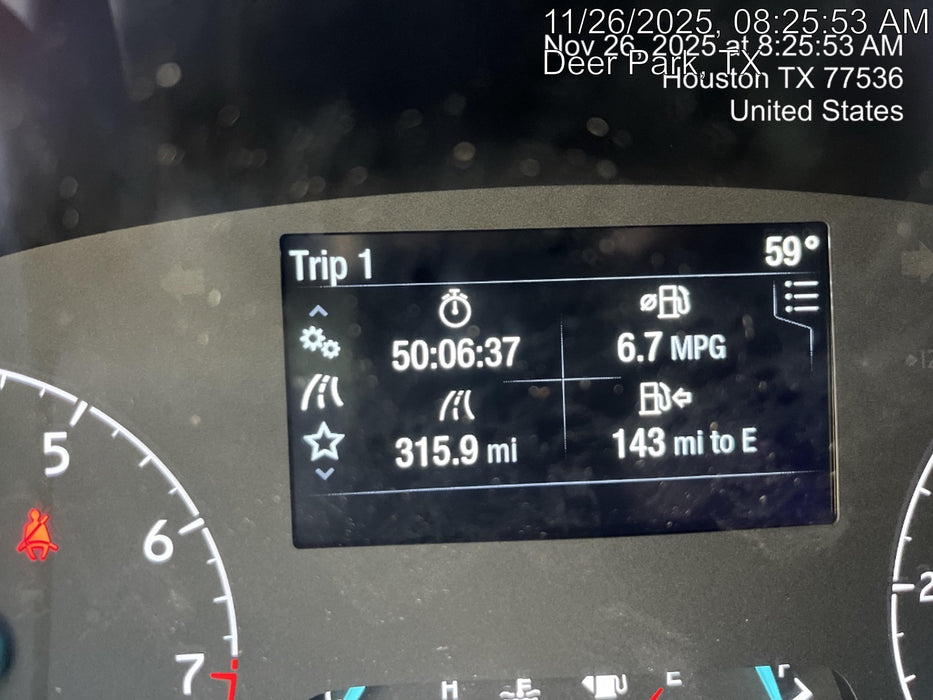 11/26/2025, 08:25:53 AM
Nov 26, 2025 at 8:25:53 AM
Deer Park, TX
Houston TX 77536
United States
Trip 1
59°
50:06:37
6.7 MPG
315.9 mi
143 mi to E
5
6
7
2
H
F